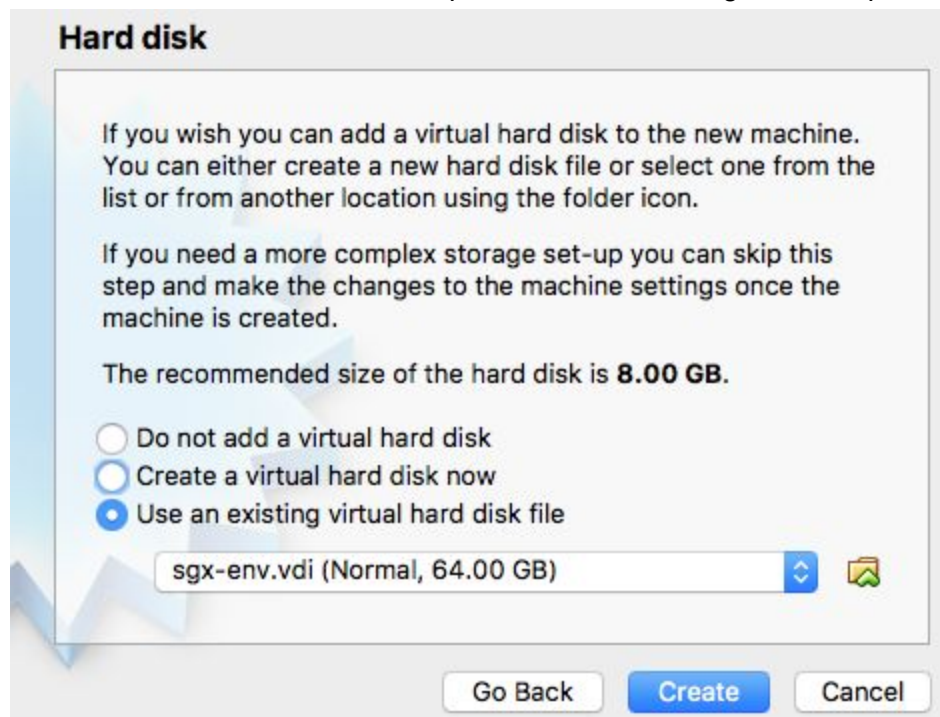 Hard disk
If you wish you can add a virtual hard disk to the new machine.
You can either create a new hard disk file or select one from the
list or from another location using the folder icon.
If you need a more complex storage set-up you can skip this
step and make the changes to the machine settings once the
machine is created.
The recommended size of the hard disk is 8.00 GB.
Do not add a virtual hard disk
Create a virtual hard disk now
Use an existing virtual hard disk file
sgx-env.vdi (Normal, 64.00 GB)
Go Back
Create
Cancel